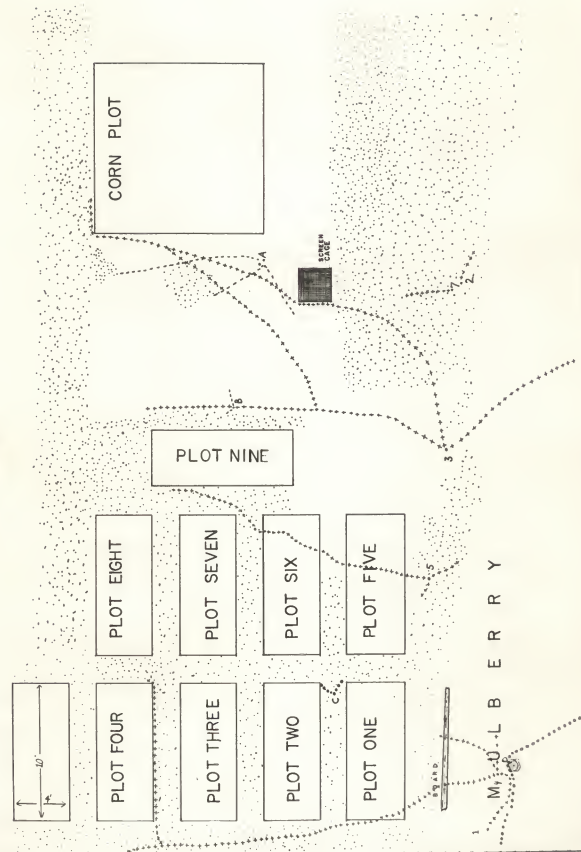 CORN PLOT
A
SCREEN
CAGE
2
B
3
PLOT NINE
PLOT EIGHT
PLOT SEVEN
PLOT SIX
PLOT FIVE
5
10'
4'
PLOT FOUR
PLOT THREE
PLOT TWO
PLOT ONE
C
BOARD
MULBERRY
1